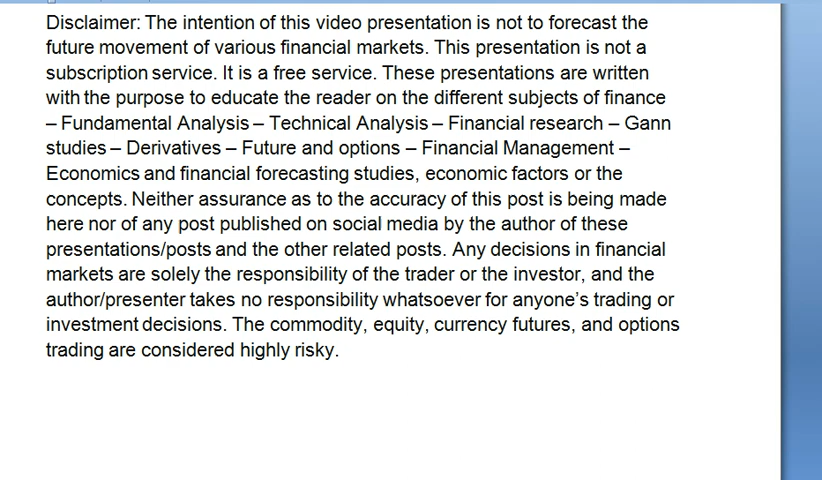 Disclaimer: The intention of this video presentation is not to forecast the
future movement of various financial markets. This presentation is not a
subscription service. It is a free service. These presentations are written
with the purpose to educate the reader on the different subjects of finance
– Fundamental Analysis – Technical Analysis – Financial research – Gann
studies – Derivatives – Future and options – Financial Management –
Economics and financial forecasting studies, economic factors or the
concepts. Neither assurance as to the accuracy of this post is being made
here nor of any post published on social media by the author of these
presentations/posts and the other related posts. Any decisions in financial
markets are solely the responsibility of the trader or the investor, and the
author/presenter takes no responsibility whatsoever for anyone’s trading or
investment decisions. The commodity, equity, currency futures, and options
trading are considered highly risky.